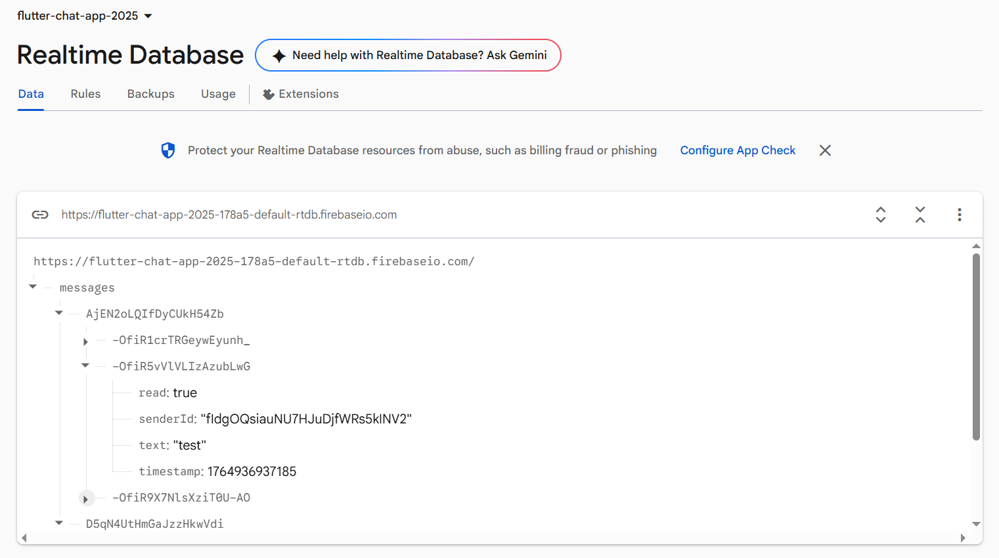 flutter-chat-app-2025
Realtime Database
Need help with Realtime Database? Ask Gemini
Data Rules Backups Usage Extensions
Protect your Realtime Database resources from abuse, such as billing fraud or phishing Configure App Check
https://flutter-chat-app-2025-178a5-default-rtdb.firebaseio.com
https://flutter-chat-app-2025-178a5-default-rtdb.firebaseio.com/
messages
AjEN2oLQIfDyCUkH54Zb
-OfiR1crTRGeywEyunh_
-OfiR5vVlVLIzAzubLwG
read: true
senderId: "fIdgOQsiauNU7HJuDjfWRs5kINV2"
text: "test"
timestamp: 1764936937185
-OfiR9X7NlsXziT0U-AO
D5qN4UtHmGaJzzHkwVdi